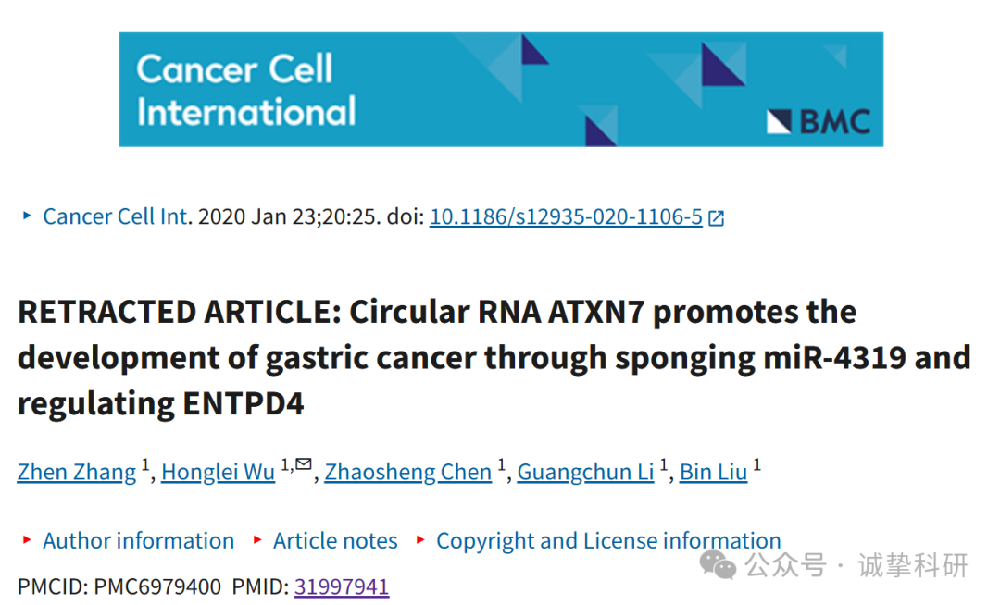 Cancer Cell
International
BMC
Cancer Cell Int. 2020 Jan 23;20:25. doi: 10.1186/s12935-020-1106-5
RETRACTED ARTICLE: Circular RNA ATXN7 promotes the
development of gastric cancer through sponging miR-4319 and
regulating ENTPD4
Zhen Zhang 1, Honglei Wu 1,✉, Zhaosheng Chen 1, Guangchun Li 1, Bin Liu 1
Author information Article notes Copyright and License information
公众号 · 诚挚科研
PMCID: PMC6979400 PMID: 31997941